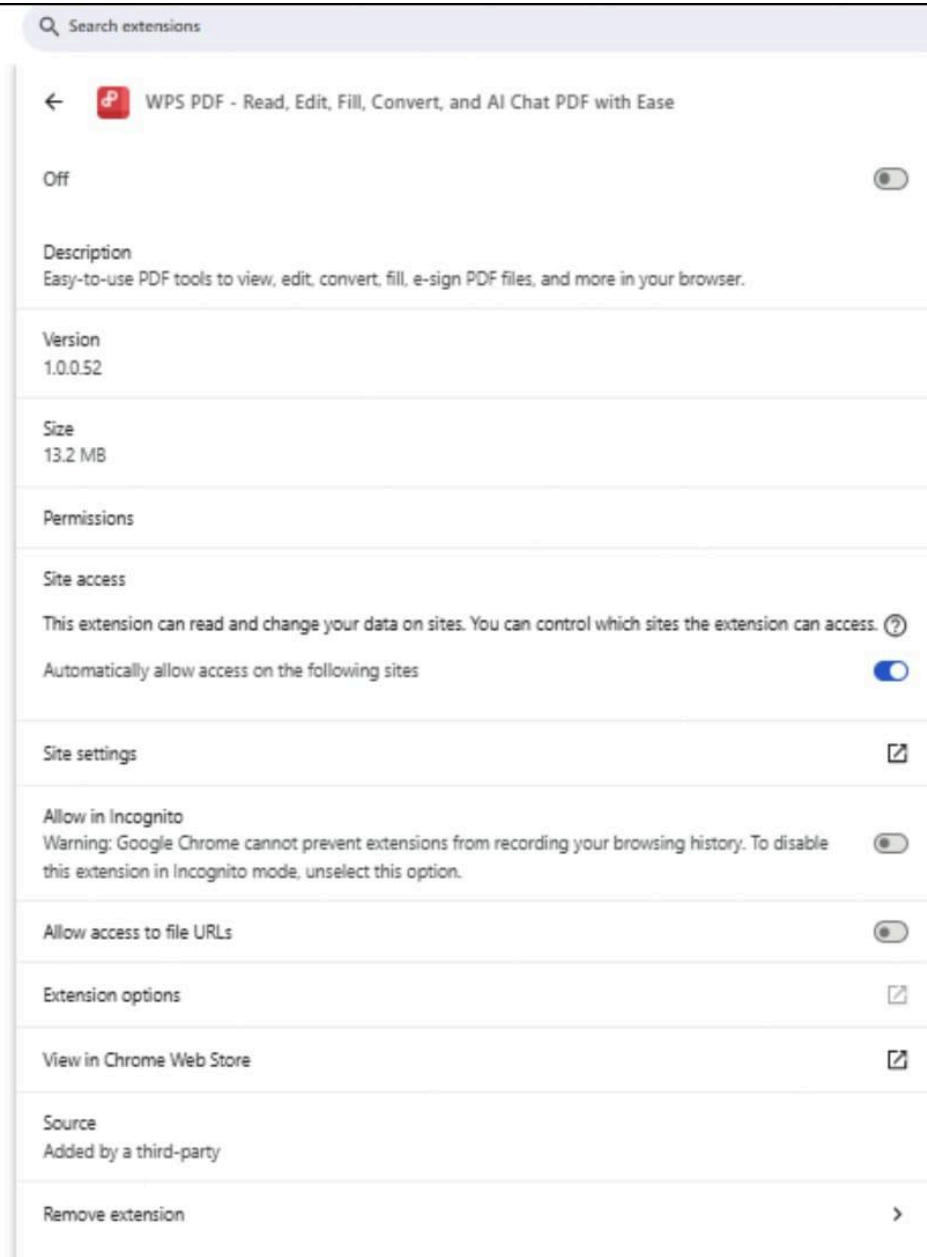 Search extensions
WPS PDF - Read, Edit, Fill, Convert, and AI Chat PDF with Ease
Off
Description
Easy-to-use PDF tools to view, edit, convert, fill, e-sign PDF files, and more in your browser.
Version
1.0.0.52
Size
13.2 MB
Permissions
Site access
This extension can read and change your data on sites. You can control which sites the extension can access.
Automatically allow access on the following sites
Site settings
Allow in Incognito
Warning: Google Chrome cannot prevent extensions from recording your browsing history. To disable
this extension in Incognito mode, unselect this option.
Allow access to file URLs
Extension options
View in Chrome Web Store
Source
Added by a third-party
Remove extension